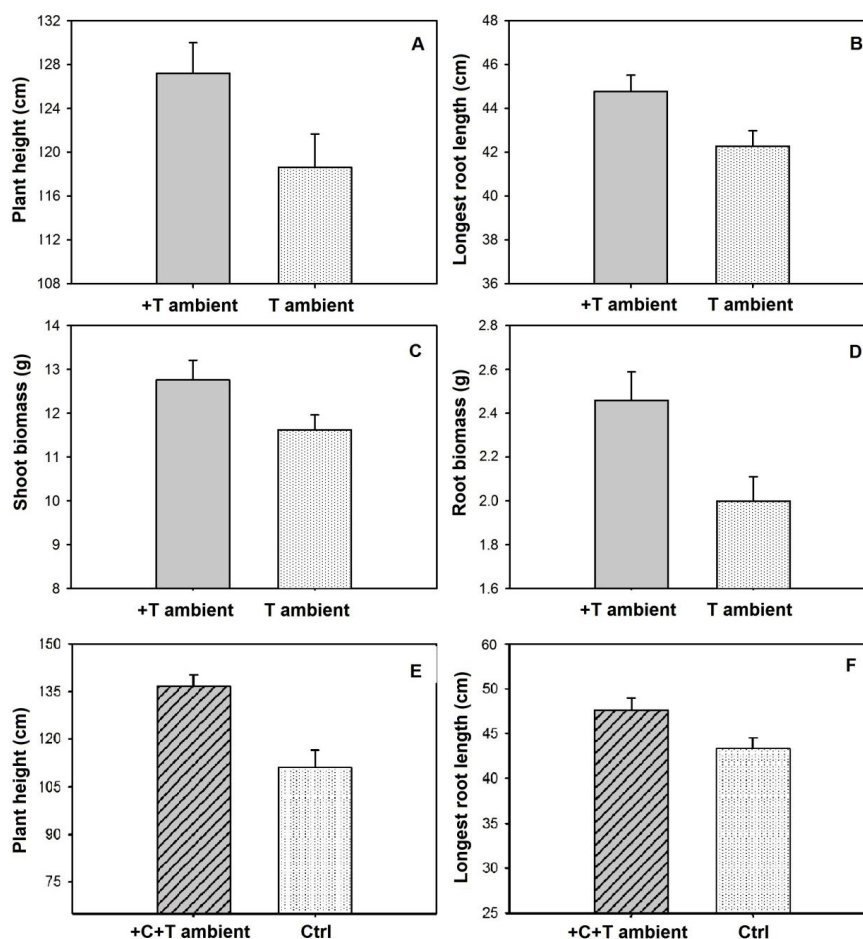 A
Plant height (cm)
132
128
124
120
116
112
108
+T ambient T ambient
B
Longest root length (cm)
48
46
44
42
40
38
36
+T ambient T ambient
C
Shoot biomass (g)
14
13
12
11
10
9
8
+T ambient T ambient
D
Root biomass (g)
2.8
2.6
2.4
2.2
2.0
1.8
1.6
+T ambient T ambient
E
Plant height (cm)
150
135
110
105
90
75
+C+T ambient Ctrl
F
Longest root length (cm)
60
50
43
40
35
30
25
+C+T ambient Ctrl